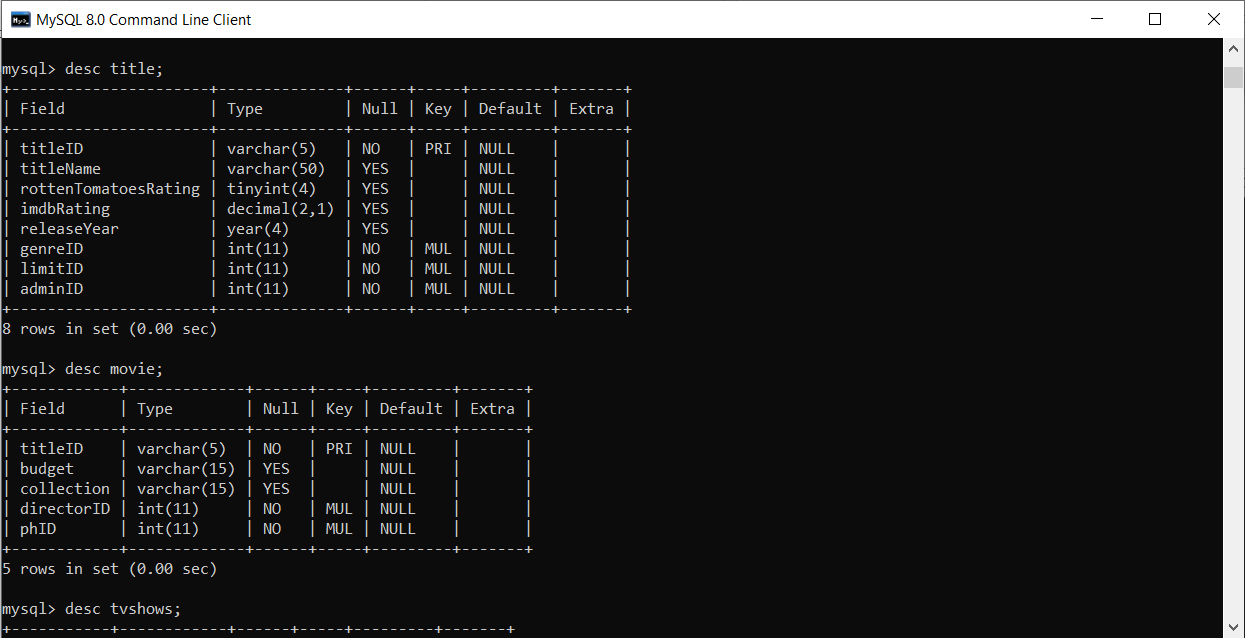 MySQL 8.0 Command Line Client
mysql> desc title;
+----------------------+--------------+------+-----+---------+-------+
| Field                | Type         | Null | Key | Default | Extra |
+----------------------+--------------+------+-----+---------+-------+
| titleID              | varchar(5)   | NO   | PRI | NULL    |       |
| titleName            | varchar(50)  | YES  |     | NULL    |       |
| rottenTomatoesRating | tinyint(4)   | YES  |     | NULL    |       |
| imdbRating           | decimal(2,1) | YES  |     | NULL    |       |
| releaseYear          | year(4)      | YES  |     | NULL    |       |
| genreID              | int(11)      | NO   | MUL | NULL    |       |
| limitID              | int(11)      | NO   | MUL | NULL    |       |
| adminID              | int(11)      | NO   | MUL | NULL    |       |
+----------------------+--------------+------+-----+---------+-------+
8 rows in set (0.00 sec)
mysql> desc movie;
+------------+-------------+------+-----+---------+-------+
| Field      | Type        | Null | Key | Default | Extra |
+------------+-------------+------+-----+---------+-------+
| titleID    | varchar(5)  | NO   | PRI | NULL    |       |
| budget     | varchar(15) | YES  |     | NULL    |       |
| collection | varchar(15) | YES  |     | NULL    |       |
| directorID | int(11)     | NO   | MUL | NULL    |       |
| phID       | int(11)     | NO   | MUL | NULL    |       |
+------------+-------------+------+-----+---------+-------+
5 rows in set (0.00 sec)
mysql> desc tvshows;
+-----------+------------+------+-----+---------+-------+